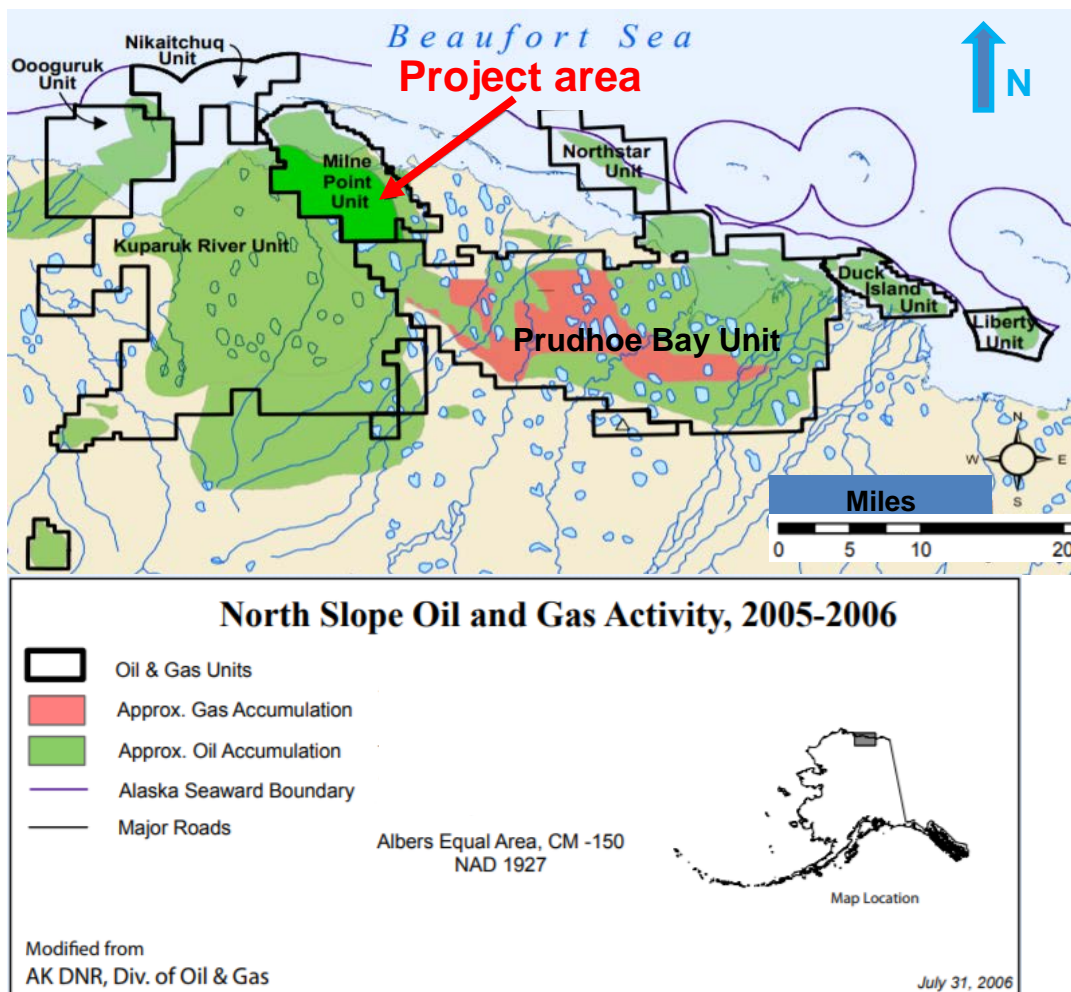 Beaufort Sea
Nikaitchuq
Unit
Oooguruk
Unit
Project area
N
Northstar
Unit
Milne
Point
Unit
Kuparuk River Unit
Duck
Island
Unit
Prudhoe Bay Unit
Liberty
Unit
N
W E
S
Miles
0 5 10 20
North Slope Oil and Gas Activity, 2005-2006
Oil & Gas Units
Approx. Gas Accumulation
Approx. Oil Accumulation
Alaska Seaward Boundary
Major Roads
Albers Equal Area, CM -150
NAD 1927
Map Location
Modified from
AK DNR, Div. of Oil & Gas
July 31, 2006